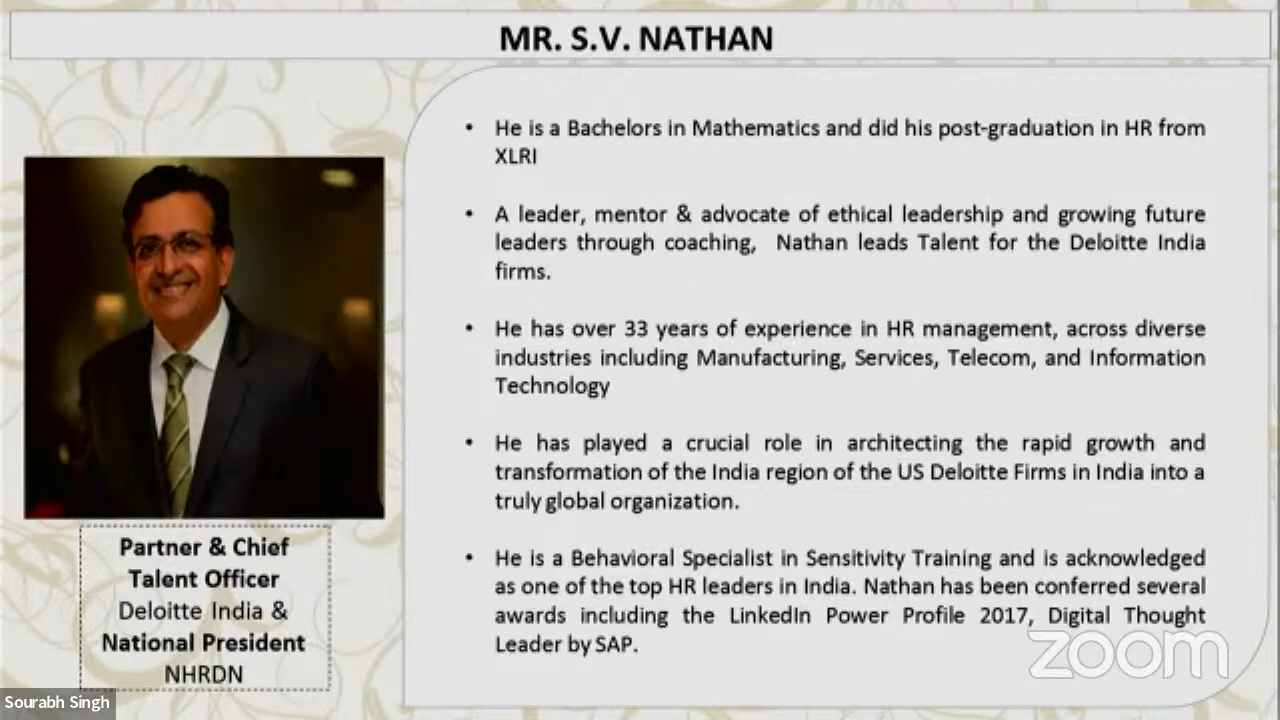 MR. S.V. NATHAN
• He is a Bachelors in Mathematics and did his post-graduation in HR from
XLRI
• A leader, mentor & advocate of ethical leadership and growing future
leaders through coaching, Nathan leads Talent for the Deloitte India
firms.
• He has over 33 years of experience in HR management, across diverse
industries including Manufacturing, Services, Telecom, and Information
Technology
• He has played a crucial role in architecting the rapid growth and
transformation of the India region of the US Deloitte Firms in India into a
truly global organization.
• He is a Behavioral Specialist in Sensitivity Training and is acknowledged
as one of the top HR leaders in India. Nathan has been conferred several
awards including the LinkedIn Power Profile 2017, Digital Thought
Leader by SAP.
Partner & Chief
Talent Officer
Deloitte India &
National President
NHRDN
zoom
Sourabh Singh